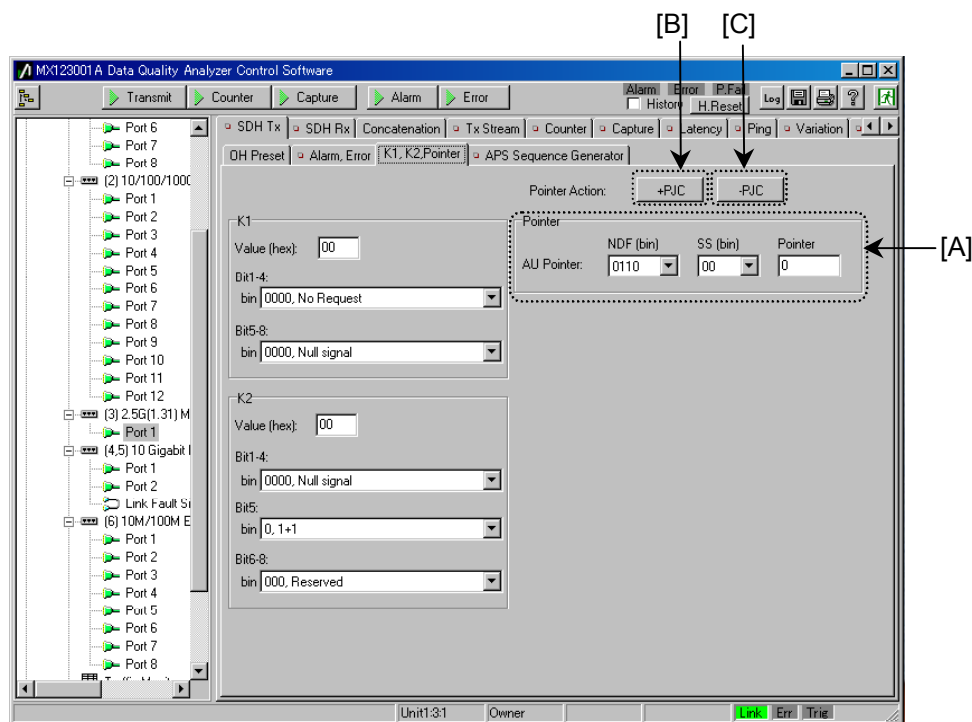 [B] [C]
MX123001A Data Quality Analyzer Control Software
Transmit Counter Capture Alarm Error
Alarm Error P.Fail
History H.Reset Log
SDH Tx SDH Rx Concatenation Tx Stream Counter Capture Latency Ping Variation
OH Preset Alarm, Error K1, K2,Pointer APS Sequence Generator
Port 6
Port 7
Port 8
(2) 10/100/1000
Port 1
Port 2
Port 3
Port 4
Port 5
Port 6
Port 7
Port 8
Port 9
Port 10
Port 11
Port 12
(3) 2.5G(1.31) M
Port 1
(4,5) 10 Gigabit
Port 1
Port 2
Link Fault Si
(6) 10M/100M E
Port 1
Port 2
Port 3
Port 4
Port 5
Port 6
Port 7
Port 8
Pointer Action: +PJC -PJC
K1
Value (hex): 00
Bit1-4:
bin 0000, No Request
Bit5-8:
bin 0000, Null signal
Pointer
NDF (bin) SS (bin) Pointer
AU Pointer: 0110 00 0
[A]
K2
Value (hex): 00
Bit1-4:
bin 0000, Null signal
Bit5:
bin 0, 1+1
Bit6-8:
bin 000, Reserved
Unit1:3:1 Owner Link Err Trig